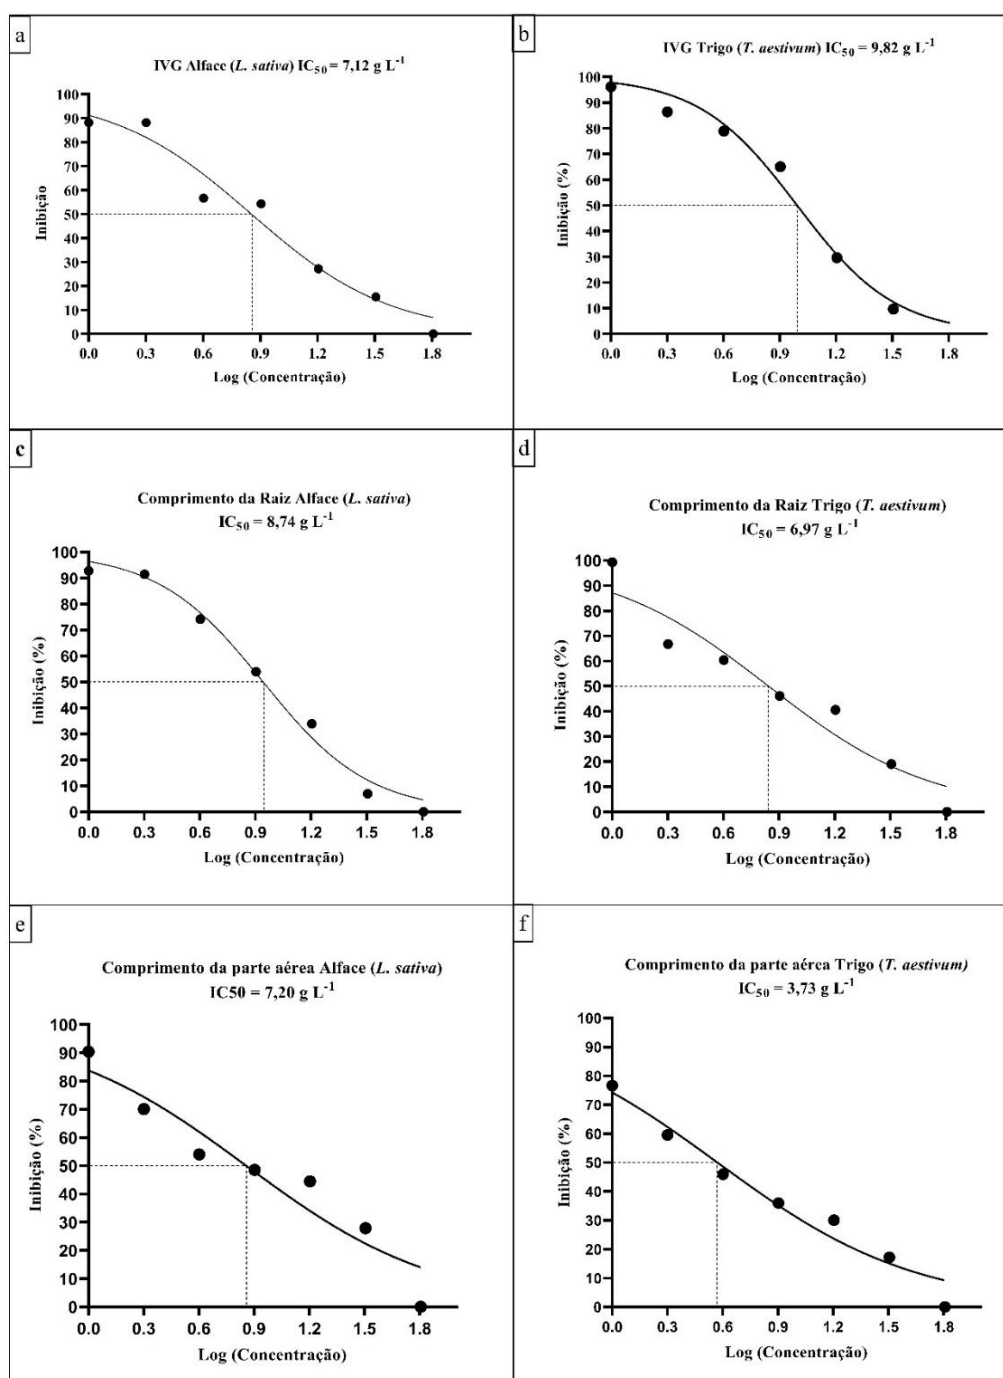 a
IVG Alface (L. sativa) IC50 = 7,12 g L-1
100
90
80
70
60
50
40
30
20
10
0
Inibição
0.0 0.3 0.6 0.9 1.2 1.5 1.8
Log (Concentração)
b
IVG Trigo (T. aestivum) IC50 = 9,82 g L-1
100
90
80
70
60
50
40
30
20
10
0
Inibição (%)
0.0 0.3 0.6 0.9 1.2 1.5 1.8
Log (Concentração)
c
Comprimento da Raiz Alface (L. sativa)
IC50 = 8,74 g L-1
100
90
80
70
60
50
40
30
20
10
0
Inibição (%)
0.0 0.3 0.6 0.9 1.2 1.5 1.8
Log (Concentração)
d
Comprimento da Raiz Trigo (T. aestivum)
IC50 = 6,97 g L-1
100
90
80
70
60
50
40
30
20
10
0
Inibição (%)
0.0 0.3 0.6 0.9 1.2 1.5 1.8
Log (Concentração)
e
Comprimento da parte aérea Alface (L. sativa)
IC50 = 7,20 g L-1
100
90
80
70
60
50
40
30
20
10
0
Inibição (%)
0.0 0.3 0.6 0.9 1.2 1.5 1.8
Log (Concentração)
f
Comprimento da parte aérea Trigo (T. aestivum)
IC50 = 3,73 g L-1
100
90
80
70
60
50
40
30
20
10
0
Inibição (%)
0.0 0.3 0.6 0.9 1.2 1.5 1.8
Log (Concentração)